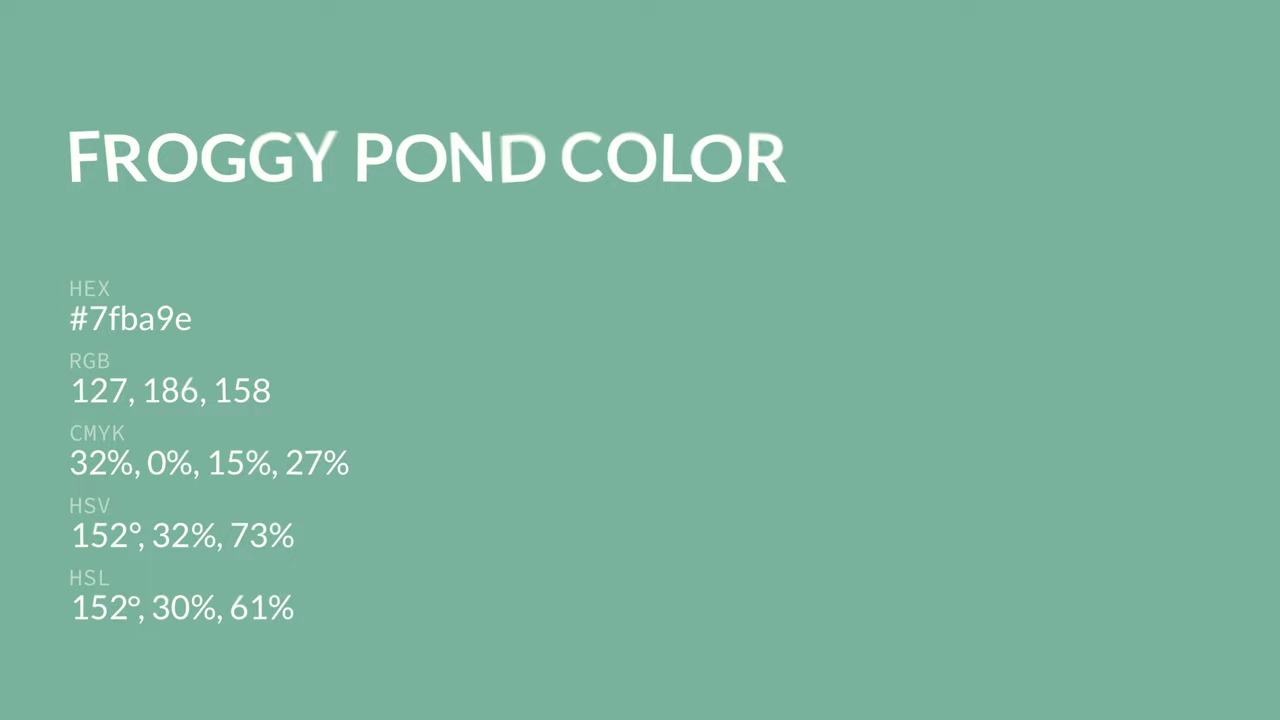 FROGGY POND COLOR
HEX
#7fba9e
RGB
127, 186, 158
CMYK
32%, 0%, 15%, 27%
HSV
152°, 32%, 73%
HSL
152°, 30%, 61%